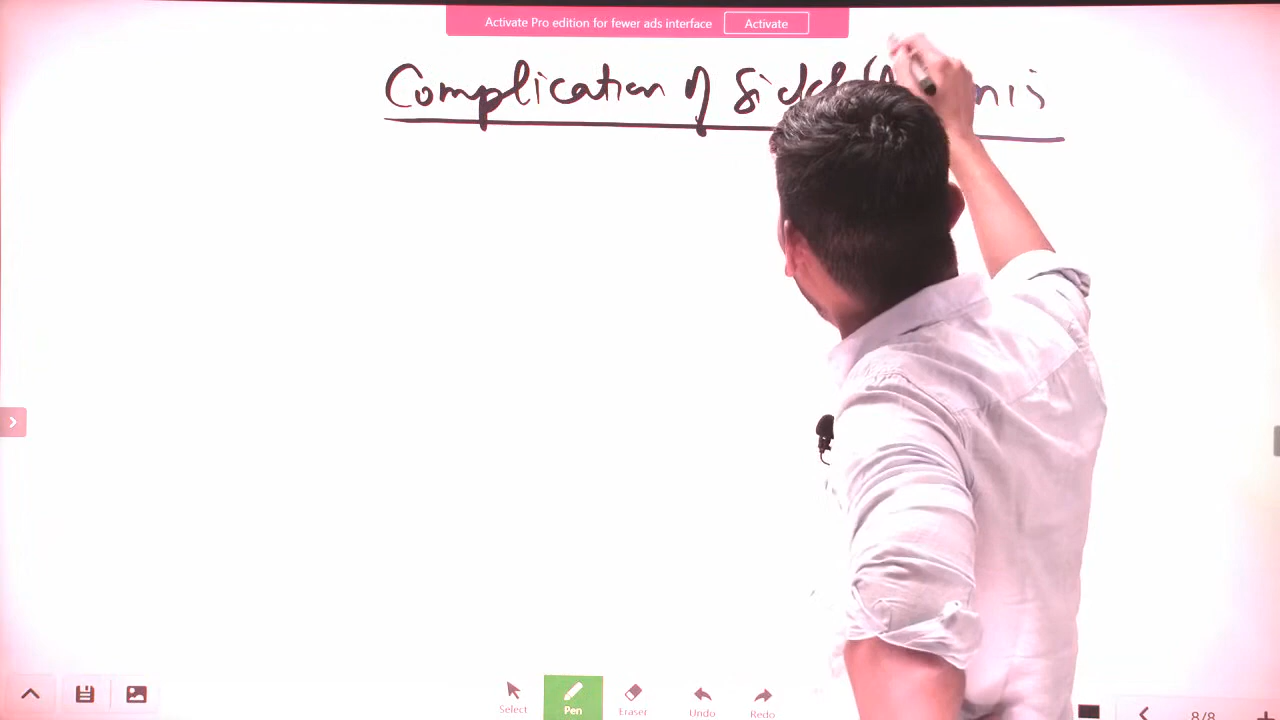 Activate Pro edition for fewer ads interface Activate
Complication of
Select Pen Eraser Undo Redo 8/8